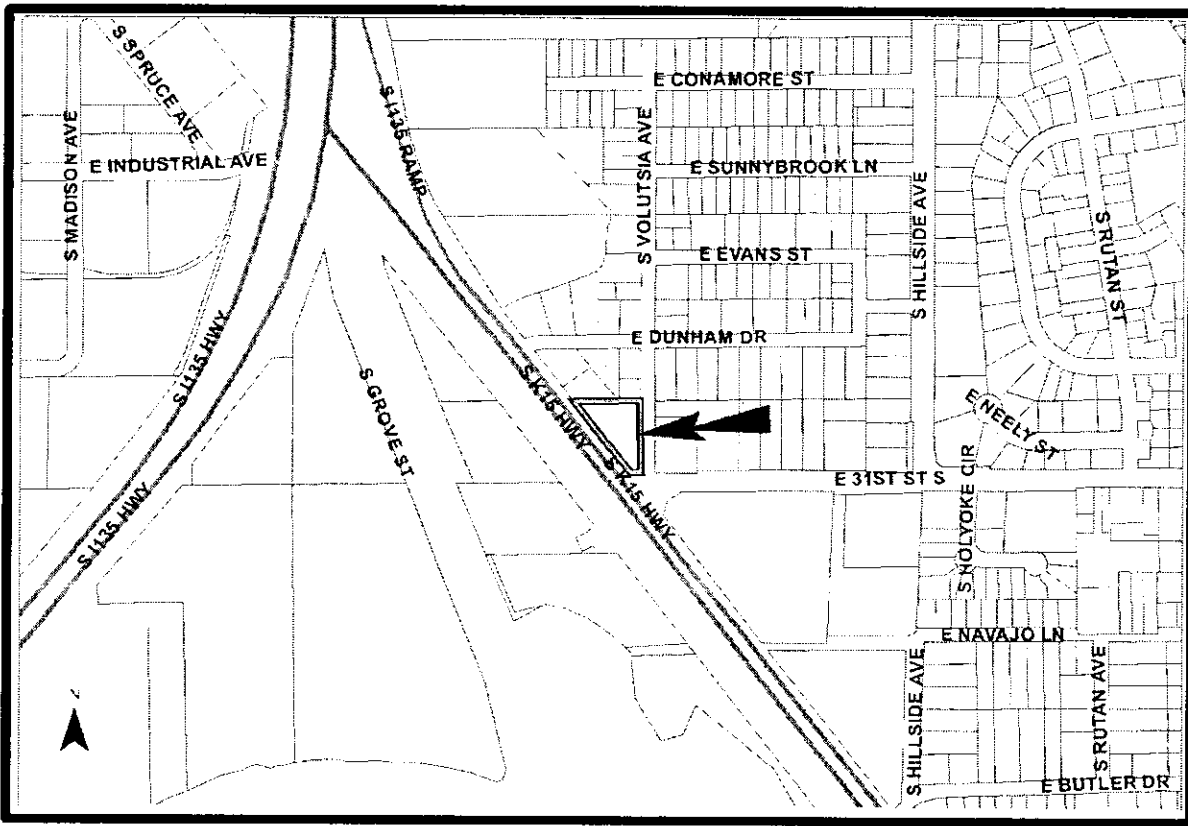 S SPRUCE AVE
S MADISON AVE
E INDUSTRIAL AVE
S I135 RAMP
E CONAMORE ST
S VOLUTSIA AVE
E SUNNYBROOK LN
S HILLSIDE AVE
S RUTAN ST
E EVANS ST
E DUNHAM DR
S I135 HWY
S GROVE ST
S K15 HWY
E NEELY ST
S K15 HWY
E 31ST ST S
S I135 HWY
S HOLYOKE CIR
E NAVAJO LN
S HILLSIDE AVE
S RUTAN AVE
E BUTLER DR